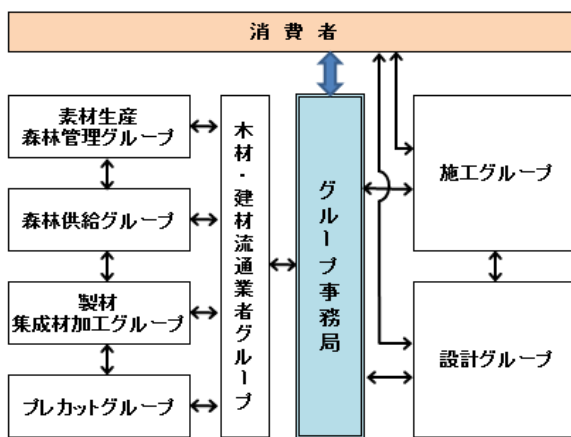 消費者
素材生産
森林管理グループ
森林供給グループ
製材
集成材加工グループ
プレカットグループ
木材・建材流通業者グループ
グループ事務局
施工グループ
設計グループ